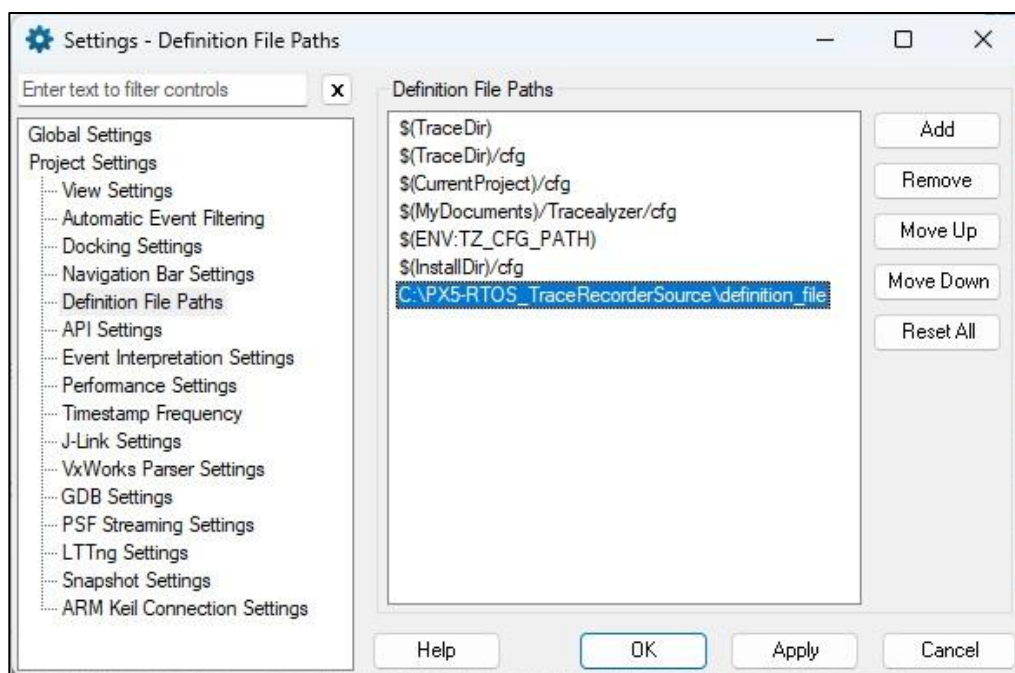 Settings - Definition File Paths
Enter text to filter controls
X
Global Settings
Project Settings
View Settings
Automatic Event Filtering
Docking Settings
Navigation Bar Settings
Definition File Paths
API Settings
Event Interpretation Settings
Performance Settings
Timestamp Frequency
J-Link Settings
VxWorks Parser Settings
GDB Settings
PSF Streaming Settings
LTTng Settings
Snapshot Settings
ARM Keil Connection Settings
Definition File Paths
$(TraceDir)
$(TraceDir)/cfg
$(CurrentProject)/cfg
$(MyDocuments)/Tracealyzer/cfg
$(ENV:TZ_CFG_PATH)
$(InstallDir)/cfg
C:\PX5-RTOS_TraceRecorderSource\definition_file
Add
Remove
Move Up
Move Down
Reset All
Help
OK
Apply
Cancel